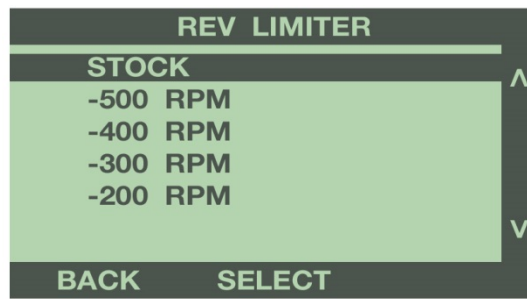 REV LIMITER
STOCK
-500 RPM
-400 RPM
-300 RPM
-200 RPM
BACK SELECT